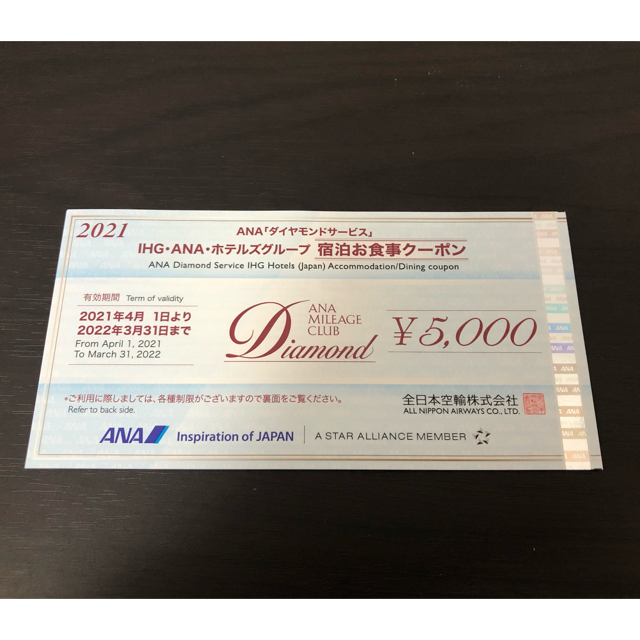 2021
ANA「ダイヤモンドサービス」
IHG・ANA・ホテルズグループ 宿泊お食事クーポン
ANA Diamond Service IHG Hotels (Japan) Accommodation/Dining coupon
有効期間 Term of validity
2021年4月 1日より
2022年3月31日まで
From April 1, 2021
To March 31, 2022
ANA
MILEAGE
CLUB
Diamond
¥5,000
*ご利用に際しましては、各種制限がございますので裏面をご覧ください。
Refer to back side.
全日本空輸株式会社
ALL NIPPON AIRWAYS CO., LTD.
ANA Inspiration of JAPAN A STAR ALLIANCE MEMBER